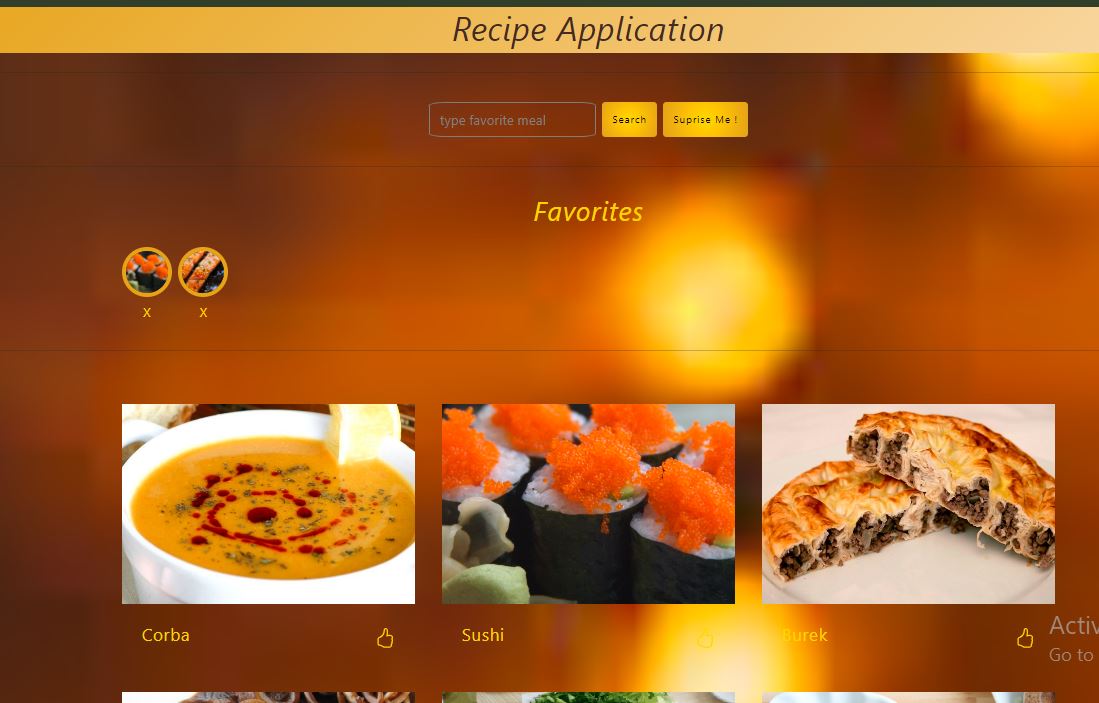 Recipe Application
type favorite meal
Search
Suprise Me !
Favorites
x
x
Corba
Sushi
Burek
Activ
Go to